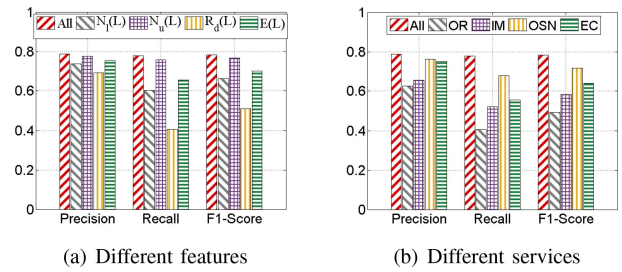 All N_l(L) N_u(L) R_d(L) E(L)
1
0.8
0.6
0.4
0.2
0
Precision Recall F1-Score
(a) Different features
All OR IM OSN EC
1
0.8
0.6
0.4
0.2
0
Precision Recall F1-Score
(b) Different services